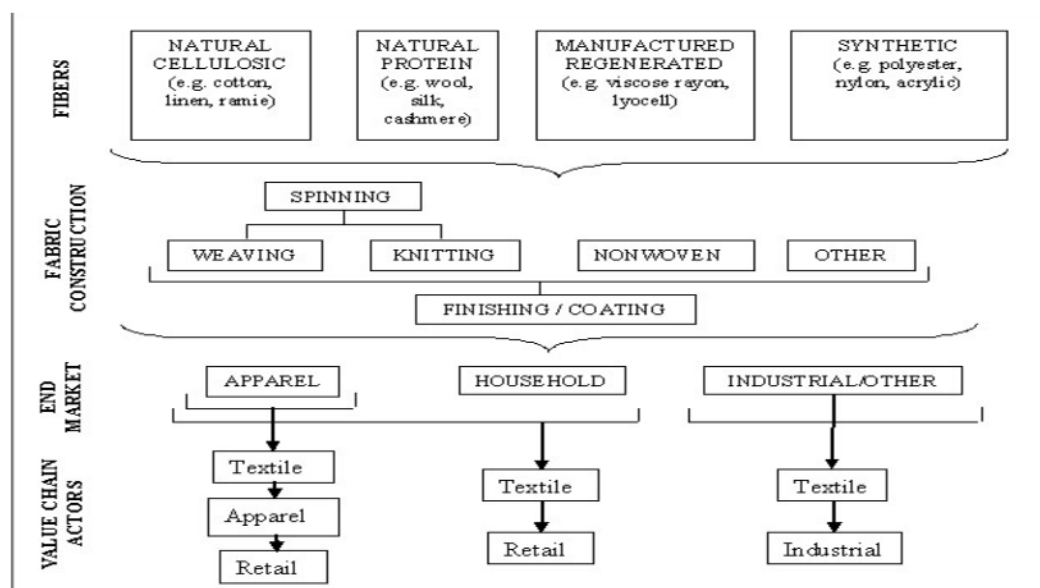 FIBERS
NATURAL
CELLULOSIC
(e.g. cotton,
linen, ramie)
NATURAL
PROTEIN
(e.g. wool,
silk,
cashmere)
MANUFACTURED
REGENERATED
(e.g. viscose rayon,
lyocell)
SYNTHETIC
(e.g. polyester,
nylon, acrylic)
FABRIC
CONSTRUCTION
SPINNING
WEAVING
KNITTING
NONWOVEN
OTHER
FINISHING / COATING
END
MARKET
APPAREL
HOUSEHOLD
INDUSTRIAL/OTHER
VALUE CHAIN
ACTORS
Textile
Apparel
Retail
Textile
Retail
Textile
Industrial